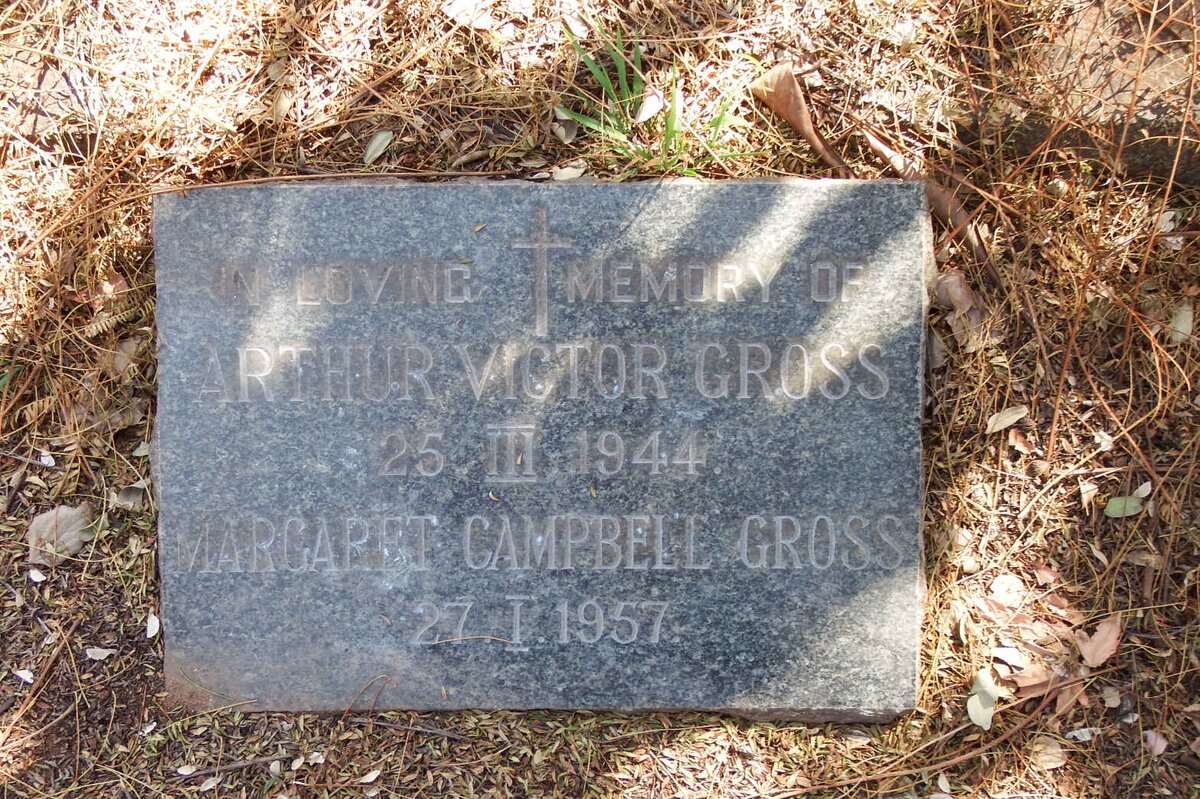 IN LOVING MEMORY OF
ARTHUR VICTOR GROSS
25 III 1944.
MARGARET CAMPBELL GROSS
27 I. 1957.